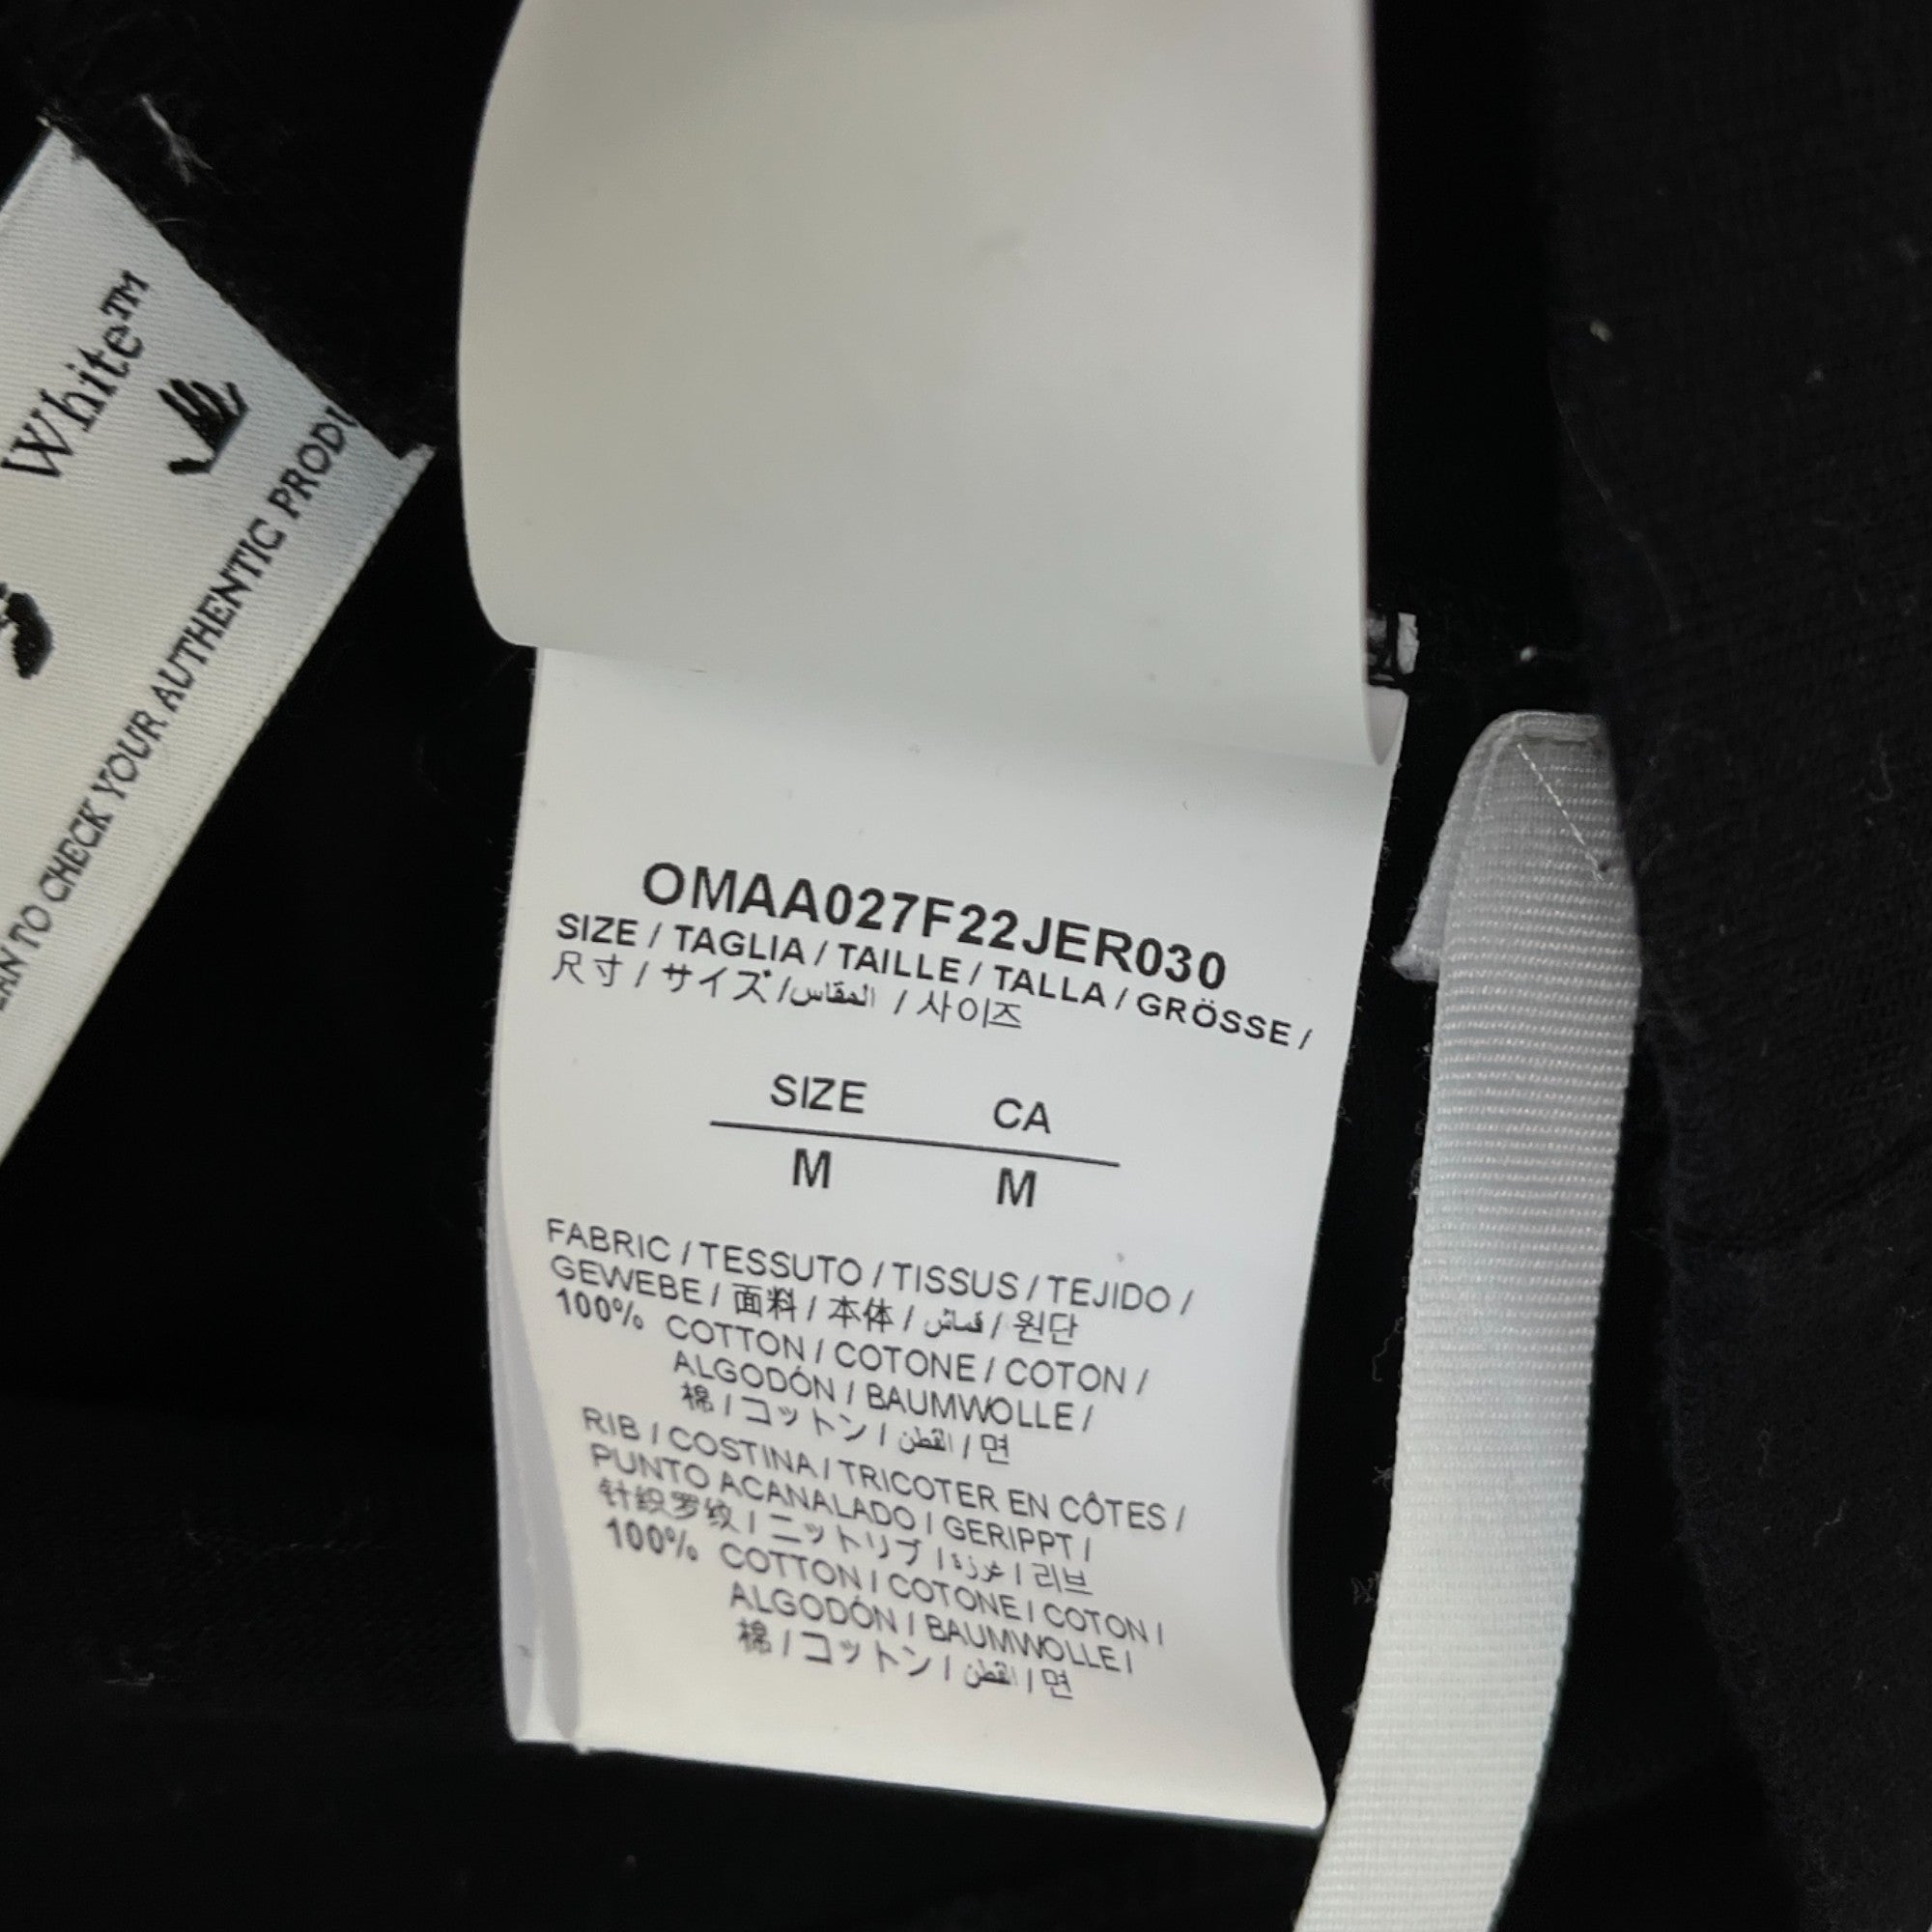 White™
AN TO CHECK YOUR AUTHENTIC PRODU
OMAA027F22JER030
SIZE / TAGLIA / TAILLE / TALLA / GRÖSSE /
尺寸 / サイズ / المقاس / 사이즈
SIZE CA
M M
FABRIC / TESSUTO / TISSUS / TEJIDO /
GEWEBE / 面料 / 本体 / قماش / 원단
100% COTTON / COTONE / COTON /
ALGODÓN / BAUMWOLLE /
棉 / コットン / القطن / 면
RIB / COSTINA / TRICOTER EN CÔTES /
PUNTO ACANALADO / GERIPPT /
针织罗纹 / ニットリブ / غرزة / 리브
100% COTTON / COTONE / COTON /
ALGODÓN / BAUMWOLLE /
棉 / コットン / القطن / 면